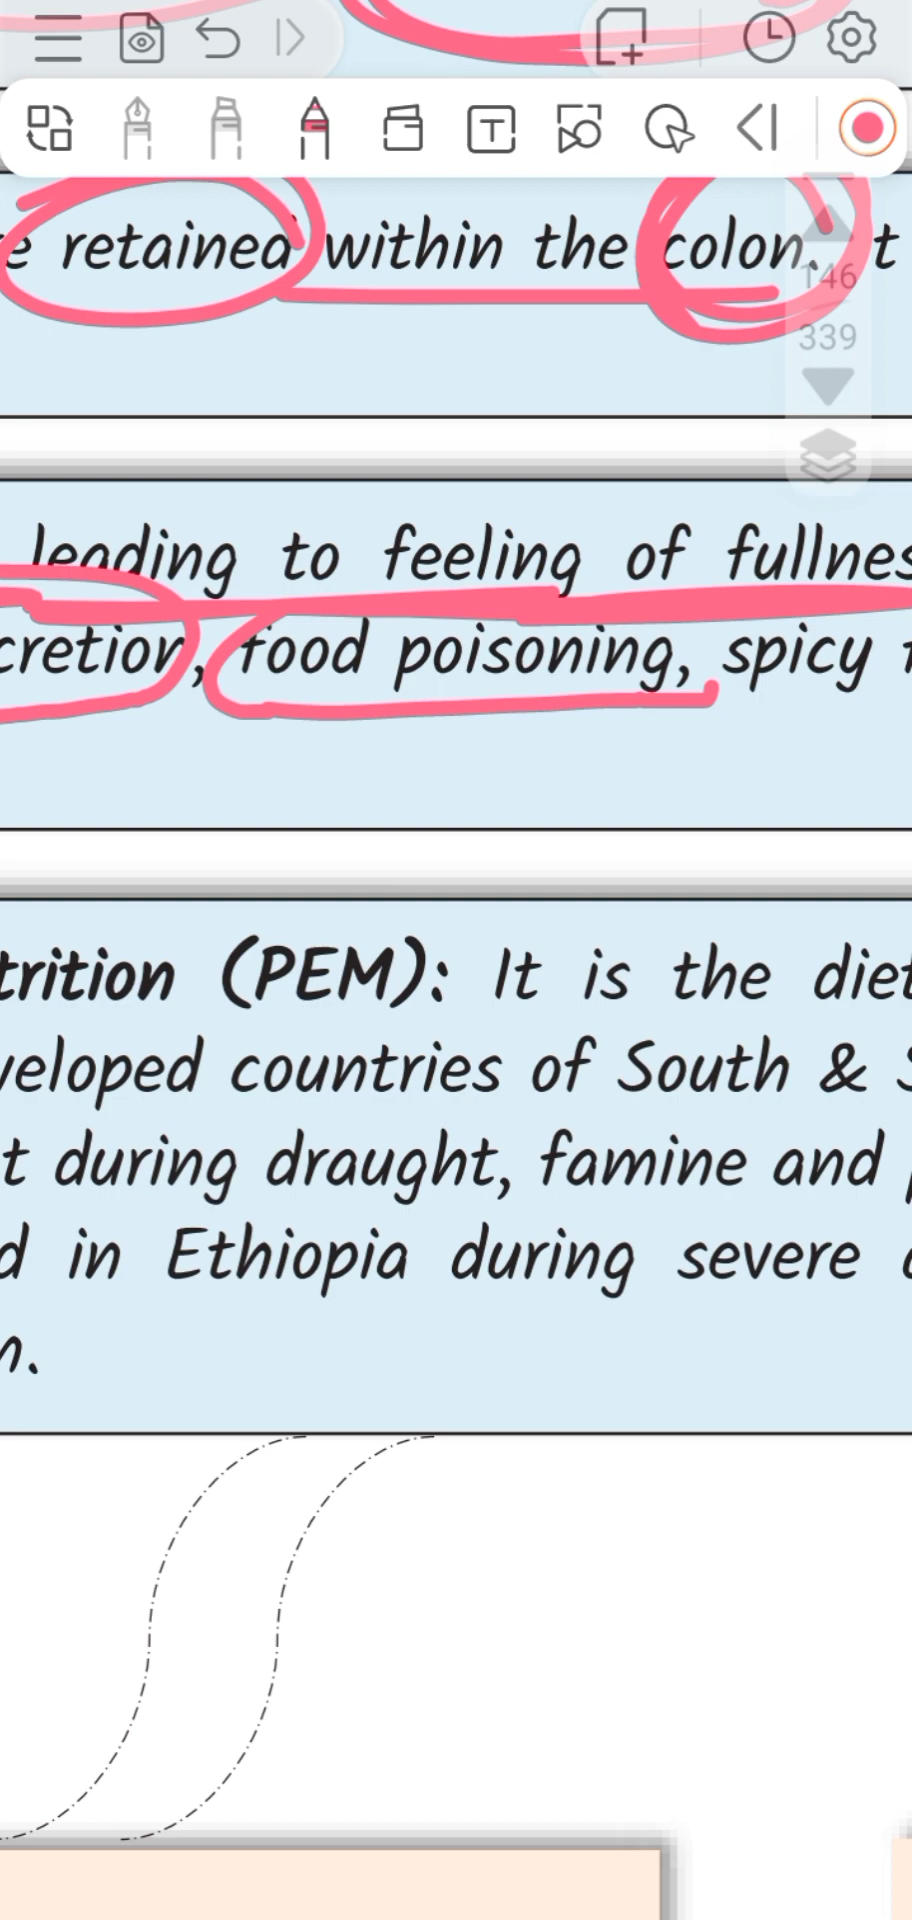 retained within the colon. t
146
339
leading to feeling of fullnes
cretion, food poisoning, spicy f
trition (PEM): It is the diet
veloped countries of South & S
t during draught, famine and p
d in Ethiopia during severe
n.